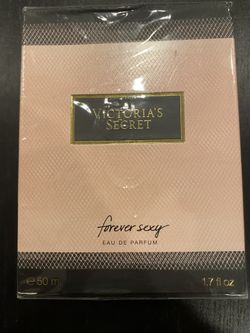 VICTORIA'S
SECRET
forever sexy
EAU DE PARFUM
℮ 50 ml 1.7 fl oz